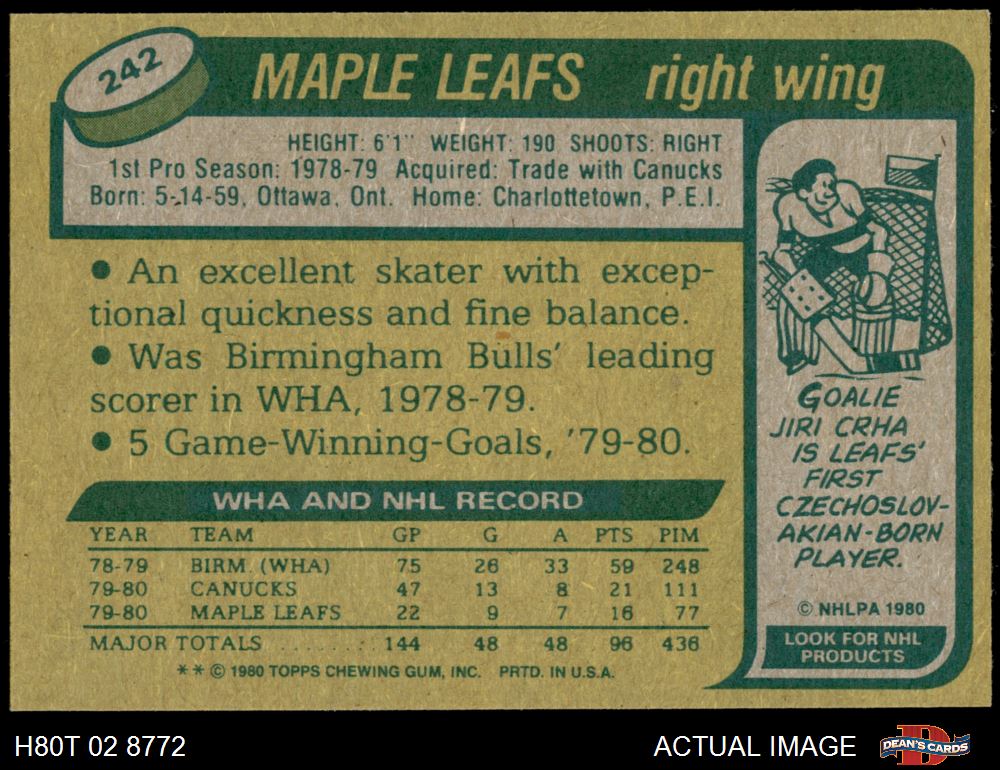 242
MAPLE LEAFS right wing
HEIGHT: 6'1" WEIGHT: 190 SHOOTS: RIGHT
1st Pro Season: 1978-79 Acquired: Trade with Canucks
Born: 5-14-59, Ottawa, Ont. Home: Charlottetown, P.E.I.
• An excellent skater with excep-
tional quickness and fine balance.
• Was Birmingham Bulls' leading
scorer in WHA, 1978-79.
• 5 Game-Winning-Goals, '79-80.
WHA AND NHL RECORD
YEAR TEAM GP G A PTS PIM
78-79 BIRM. (WHA) 75 26 33 59 248
79-80 CANUCKS 47 13 8 21 111
79-80 MAPLE LEAFS 22 9 7 16 77
MAJOR TOTALS ........ 144 48 48 96 436
** © 1980 TOPPS CHEWING GUM, INC. PRTD. IN U.S.A.
GOALIE
JIRI CRHA
IS LEAFS'
FIRST
CZECHOSLOV-
AKIAN-BORN
PLAYER.
© NHLPA 1980
LOOK FOR NHL
PRODUCTS
H80T 02 8772
ACTUAL IMAGE
D
DEAN'S CARDS